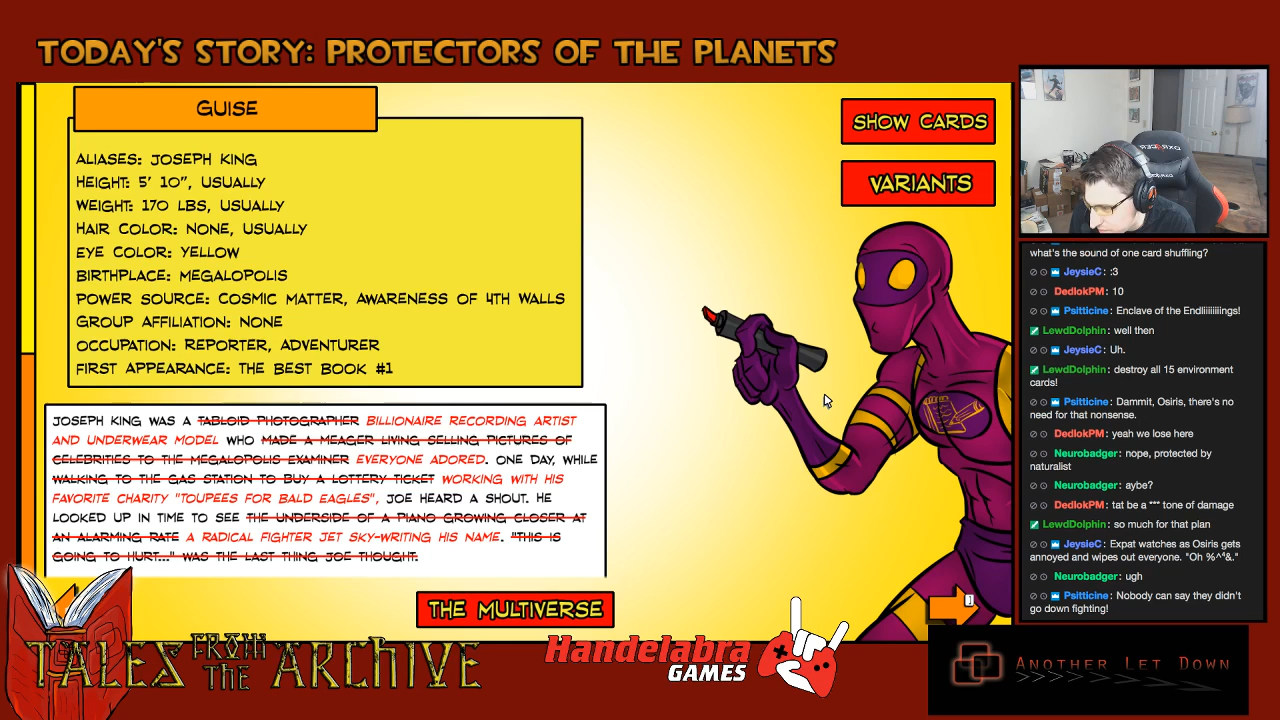 TODAY'S STORY: PROTECTORS OF THE PLANETS
GUISE
ALIASES: JOSEPH KING
HEIGHT: 5' 10", USUALLY
WEIGHT: 170 LBS, USUALLY
HAIR COLOR: NONE, USUALLY
EYE COLOR: YELLOW
BIRTHPLACE: MEGALOPOLIS
POWER SOURCE: COSMIC MATTER, AWARENESS OF 4TH WALLS
GROUP AFFILIATION: NONE
OCCUPATION: REPORTER, ADVENTURER
FIRST APPEARANCE: THE BEST BOOK #1
JOSEPH KING WAS A TABLOID PHOTOGRAPHER BILLIONAIRE RECORDING ARTIST
AND UNDERWEAR MODEL WHO MADE A MEAGER LIVING SELLING PICTURES OF
CELEBRITIES TO THE MEGALOPOLIS EXAMINER EVERYONE ADORED. ONE DAY, WHILE
WALKING TO THE GAS STATION TO BUY A LOTTERY TICKET WORKING WITH HIS
FAVORITE CHARITY "TOUPEES FOR BALD EAGLES", JOE HEARD A SHOUT. HE
LOOKED UP IN TIME TO SEE THE UNDERSIDE OF A PIANO GROWING CLOSER AT
AN ALARMING RATE A RADICAL FIGHTER JET SKY-WRITING HIS NAME. "THIS IS
GOING TO HURT..." WAS THE LAST THING JOE THOUGHT.
SHOW CARDS
VARIANTS
THE MULTIVERSE
TALES FROM THE ARCHIVE
Handelabra
GAMES
what's the sound of one card shuffling?
JeysieC: :3
DedlokPM: 10
Psitticine: Enclave of the Endliiiiiiiings!
LewdDolphin: well then
JeysieC: Uh.
LewdDolphin: destroy all 15 environment
cards!
Psitticine: Dammit, Osiris, there's no
need for that nonsense.
DedlokPM: yeah we lose here
Neurobadger: nope, protected by
naturalist
Neurobadger: aybe?
DedlokPM: tat be a *** tone of damage
LewdDolphin: so much for that plan
JeysieC: Expat watches as Osiris gets
annoyed and wipes out everyone. "Oh %^4&."
Neurobadger: ugh
Psitticine: Nobody can say they didn't
go down fighting!
ANOTHER LET DOWN